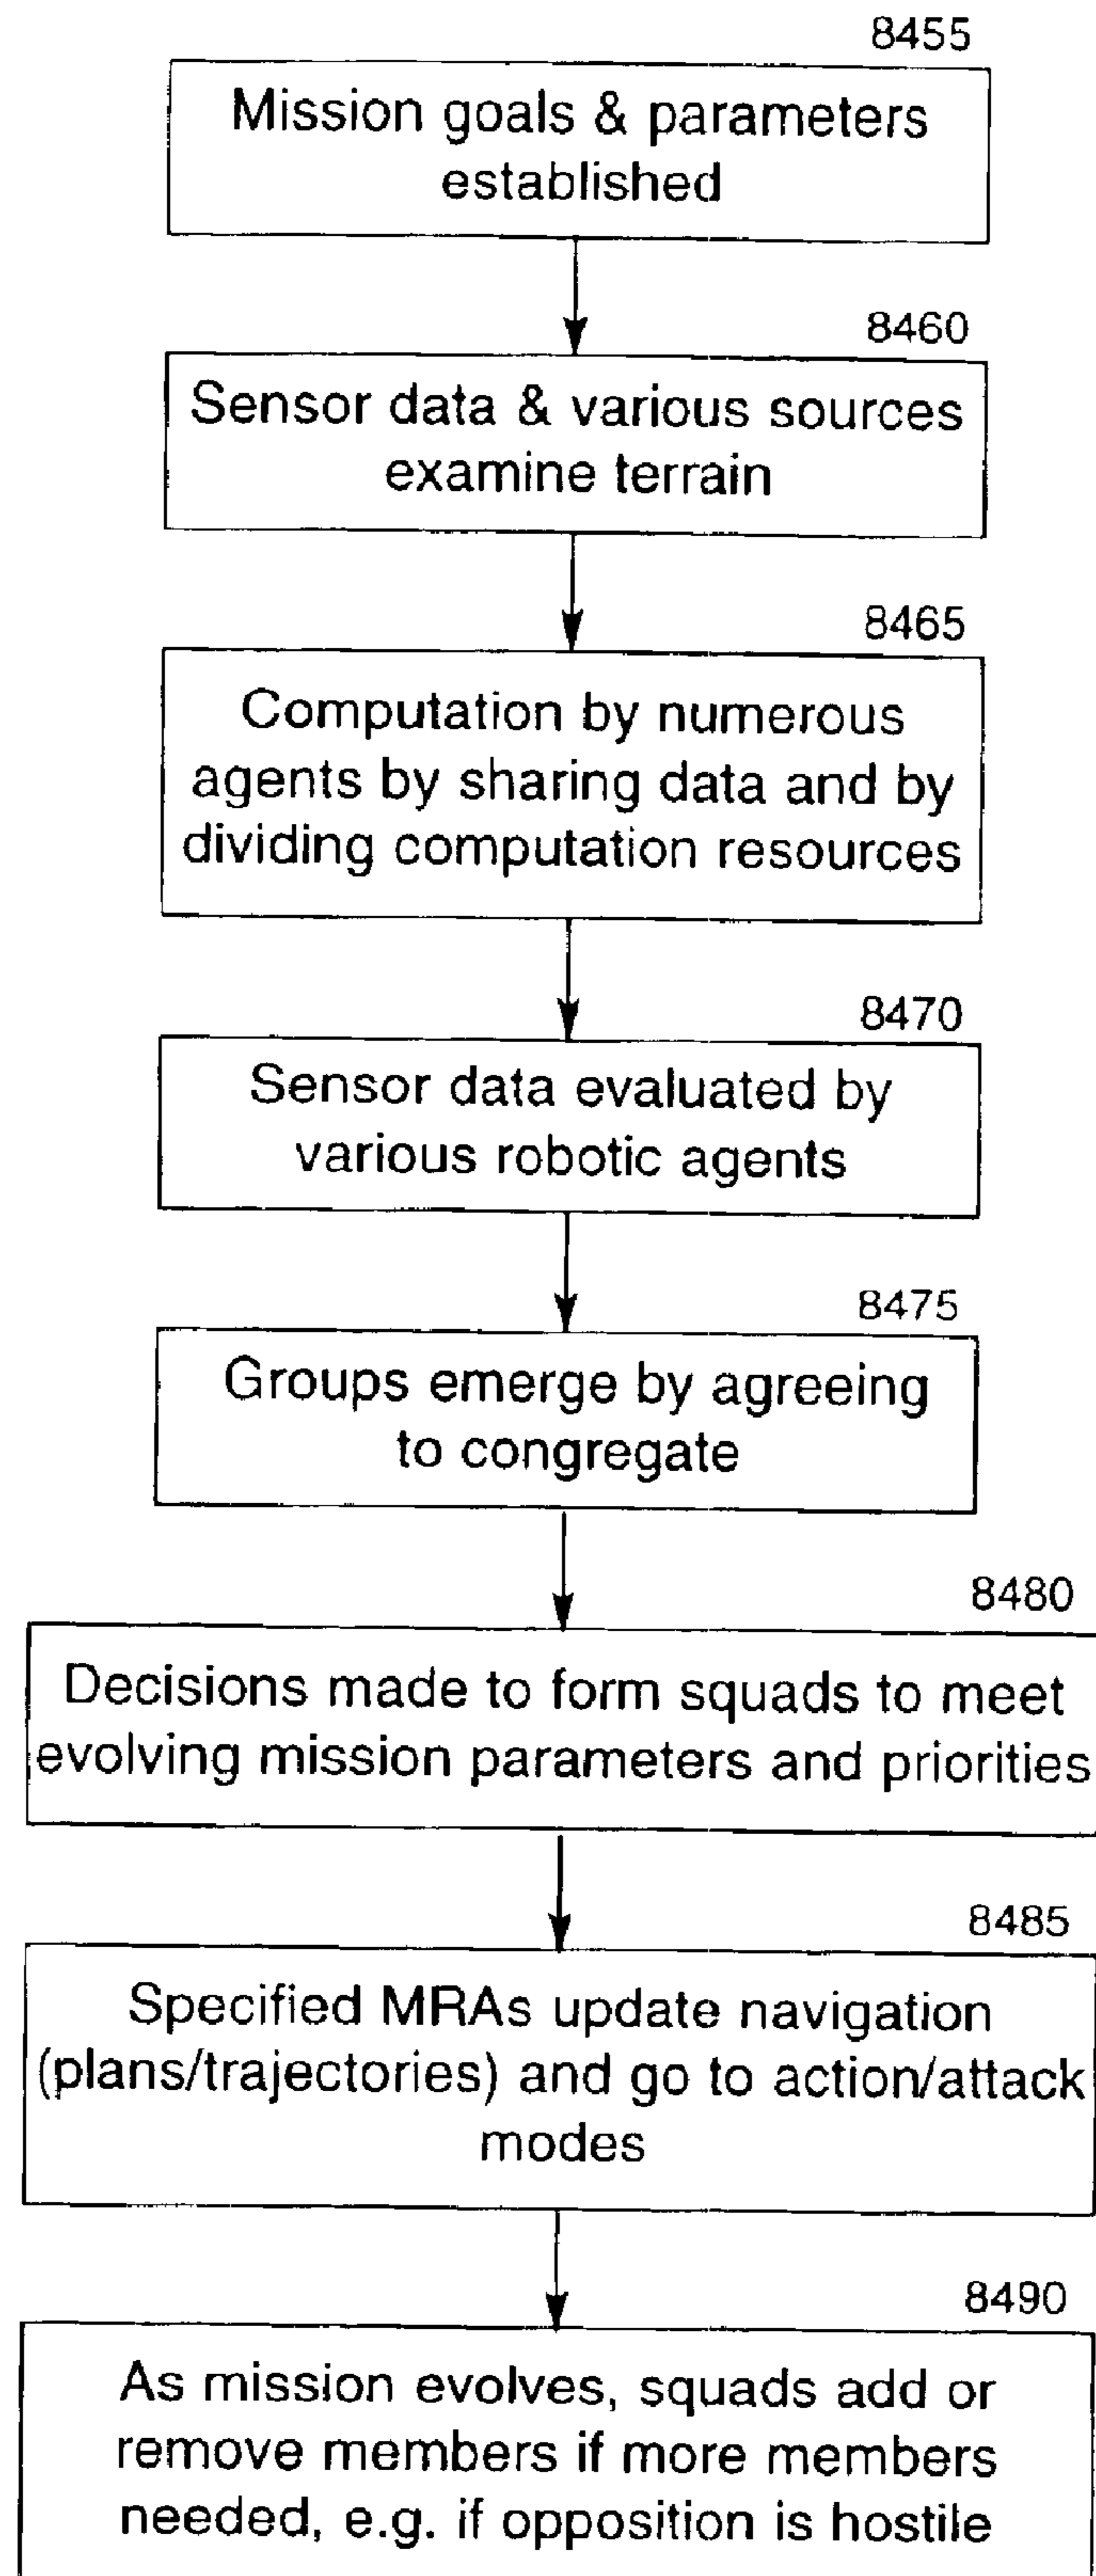 8455
Mission goals & parameters
established
8460
Sensor data & various sources
examine terrain
8465
Computation by numerous
agents by sharing data and by
dividing computation resources
8470
Sensor data evaluated by
various robotic agents
8475
Groups emerge by agreeing
to congregate
8480
Decisions made to form squads to meet
evolving mission parameters and priorities
8485
Specified MRAs update navigation
(plans/trajectories) and go to action/attack
modes
8490
As mission evolves, squads add or
remove members if more members
needed, e.g. if opposition is hostile